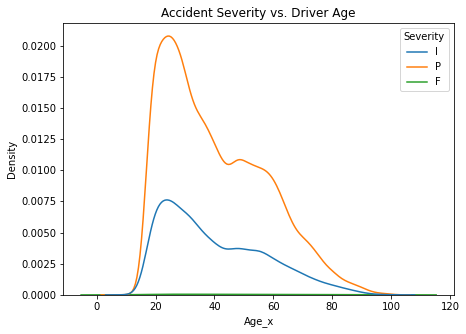 Accident Severity vs. Driver Age
Severity
I
P
F
0.0200
0.0175
0.0150
0.0125
0.0100
0.0075
0.0050
0.0025
0.0000
Density
0 20 40 60 80 100 120
Age_x